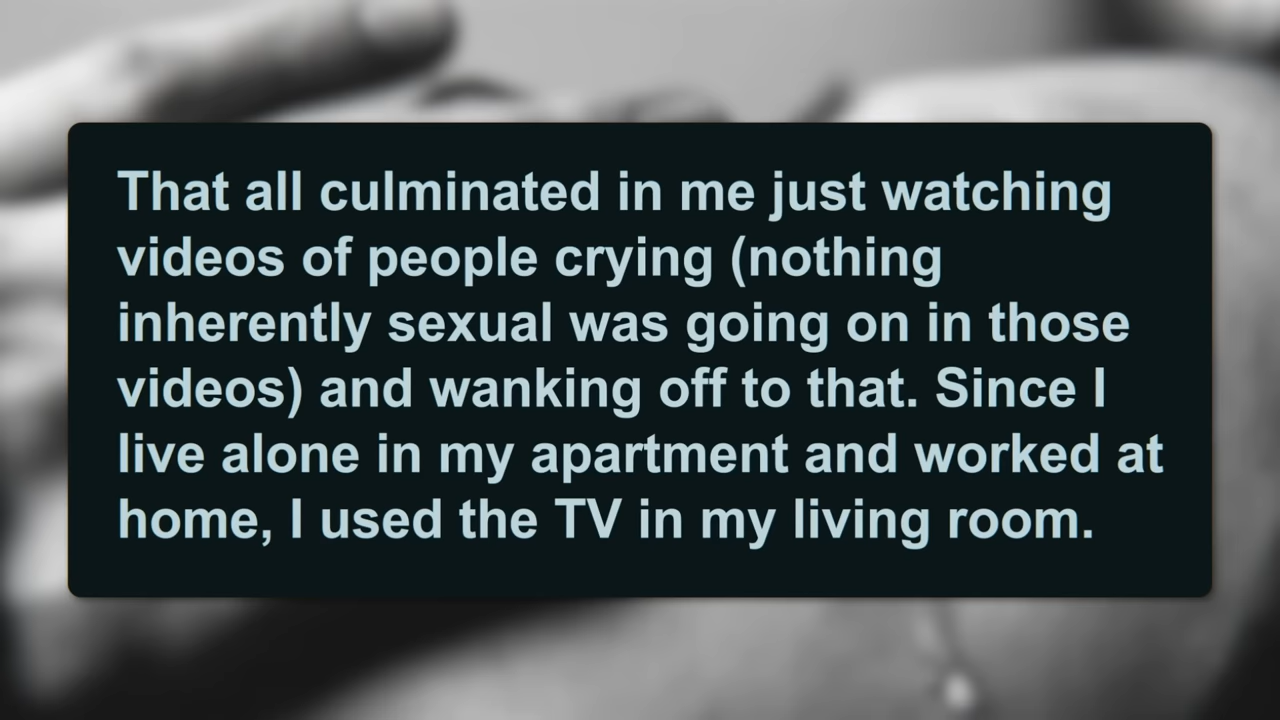 That all culminated in me just watching
videos of people crying (nothing
inherently sexual was going on in those
videos) and wanking off to that. Since I
live alone in my apartment and worked at
home, I used the TV in my living room.